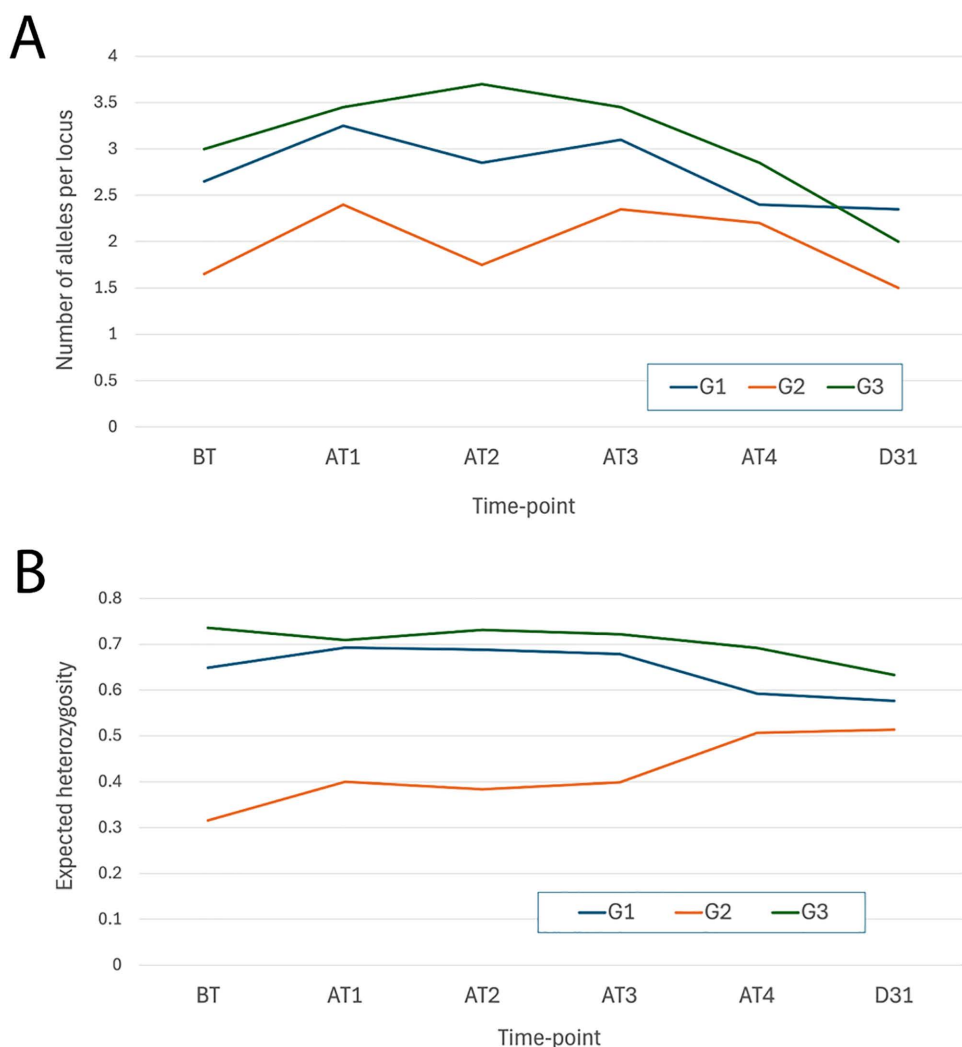 A
Number of alleles per locus
4
3.5
3
2.5
2
1.5
1
0.5
0
G1 G2 G3
BT AT1 AT2 AT3 AT4 D31
Time-point
B
Expected heterozygosity
0.8
0.7
0.6
0.5
0.4
0.3
0.2
0.1
0
G1 G2 G3
BT AT1 AT2 AT3 AT4 D31
Time-point